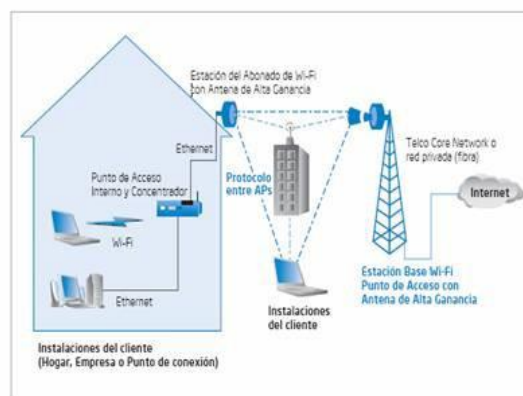 Estación del Abonado de Wi-Fi
con Antena de Alta Ganancia
Ethernet
Telco Core Network o
red privada (fibra)
Punto de Acceso
Interno y Concentrador
Protocolo
entre APs
Internet
Wi-Fi
Estación Base Wi-Fi
Punto de Acceso con
Antena de Alta Ganancia
Ethernet
Instalaciones
del cliente
Instalaciones del cliente
(Hogar, Empresa o Punto de conexión)